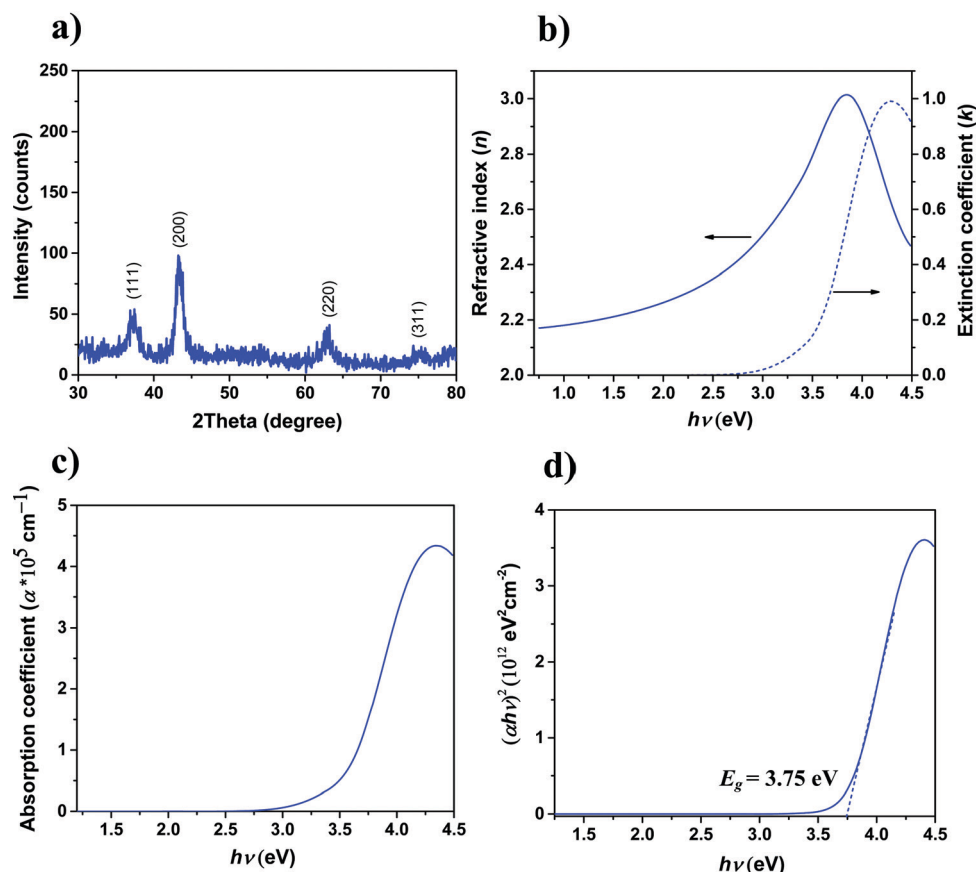 a)
Intensity (counts)
250
200
150
100
50
0
(111)
(200)
(220)
(311)
30 40 50 60 70 80
2Theta (degree)
b)
Refractive index (n)
3.0
2.8
2.6
2.4
2.2
2.0
1.0
0.8
0.6
0.4
0.2
0.0
Extinction coefficient (k)
1.0 1.5 2.0 2.5 3.0 3.5 4.0 4.5
hν (eV)
c)
Absorption coefficient (α*10⁵ cm⁻¹)
5
4
3
2
1
0
1.5 2.0 2.5 3.0 3.5 4.0 4.5
hν (eV)
d)
(αhν)² (10¹² eV²cm⁻²)
4
3
2
1
0
E_g = 3.75 eV
1.5 2.0 2.5 3.0 3.5 4.0 4.5
hν (eV)